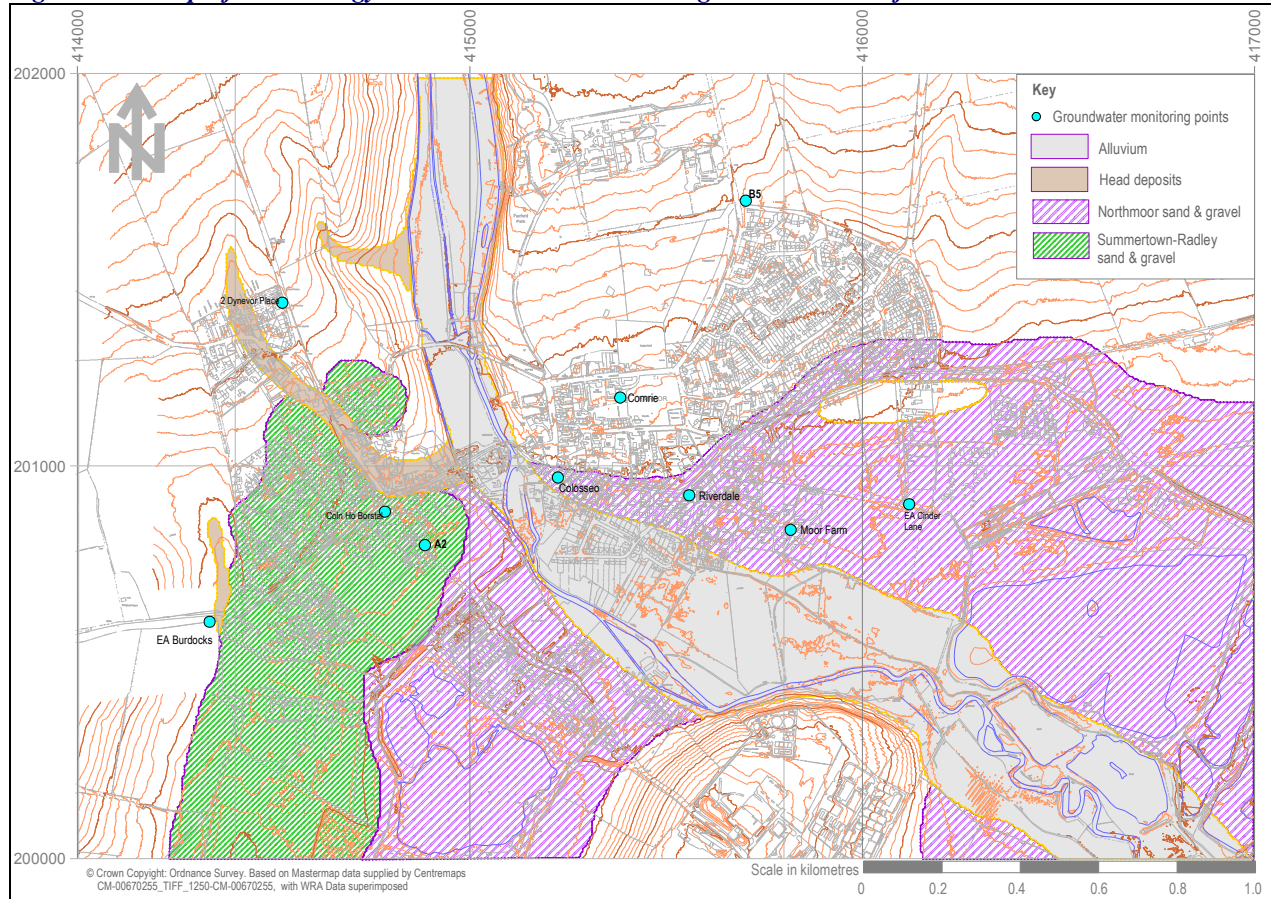 414000
415000
416000
417000
202000
201000
200000
N
Key
Groundwater monitoring points
Alluvium
Head deposits
Northmoor sand & gravel
Summertown-Radley
sand & gravel
B5
2 Dynevor Place
Comrie
Colosseo
Riverdale
Coln Ho Borstal
A2
Moor Farm
EA Cinder
Lane
EA Burdocks
© Crown Copyight: Ordnance Survey. Based on Mastermap data supplied by Centremaps
CM-00670255_TIFF_1250-CM-00670255, with WRA Data superimposed
Scale in kilometres
0 0.2 0.4 0.6 0.8 1.0